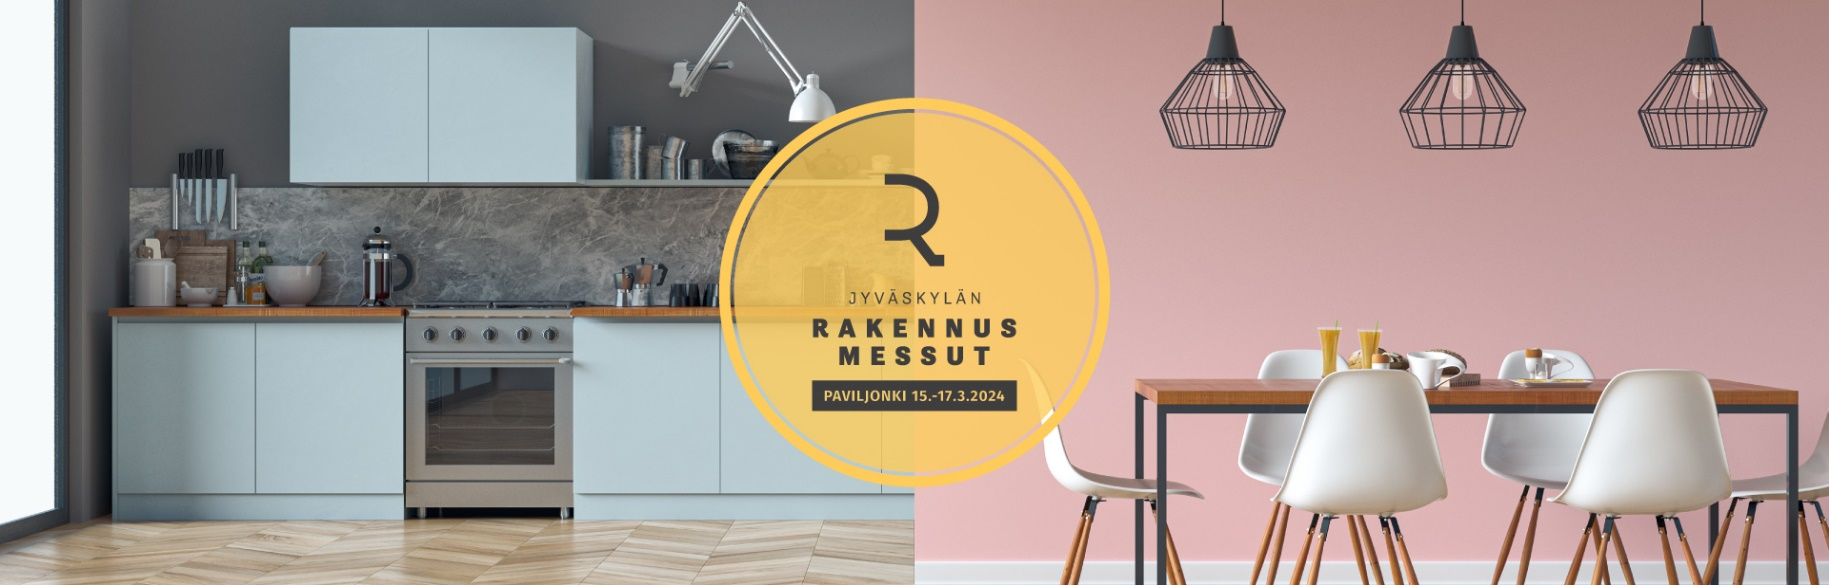 R
JYVÄSKYLÄN
RAKENNUS
MESSUT
PAVILJONKI 15.-17.3.2024